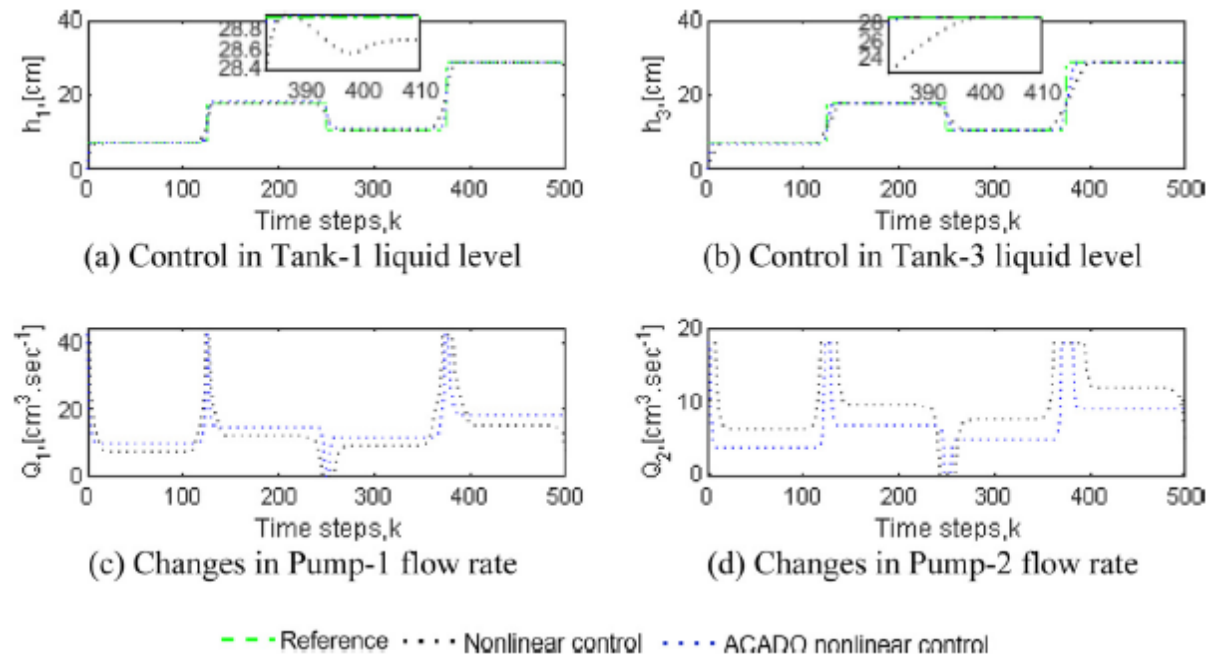 40
28.8
28.6
28.4
390 400 410
h1,[cm]
20
0
0 100 200 300 400 500
Time steps,k
(a) Control in Tank-1 liquid level
40
28
26
24
390 400 410
h3,[cm]
20
0
0 100 200 300 400 500
Time steps,k
(b) Control in Tank-3 liquid level
40
20
0
Q1,[cm³.sec⁻¹]
0 100 200 300 400 500
Time steps,k
(c) Changes in Pump-1 flow rate
20
10
0
Q2,[cm³.sec⁻¹]
0 100 200 300 400 500
Time steps,k
(d) Changes in Pump-2 flow rate
Reference Nonlinear control ACADO nonlinear control